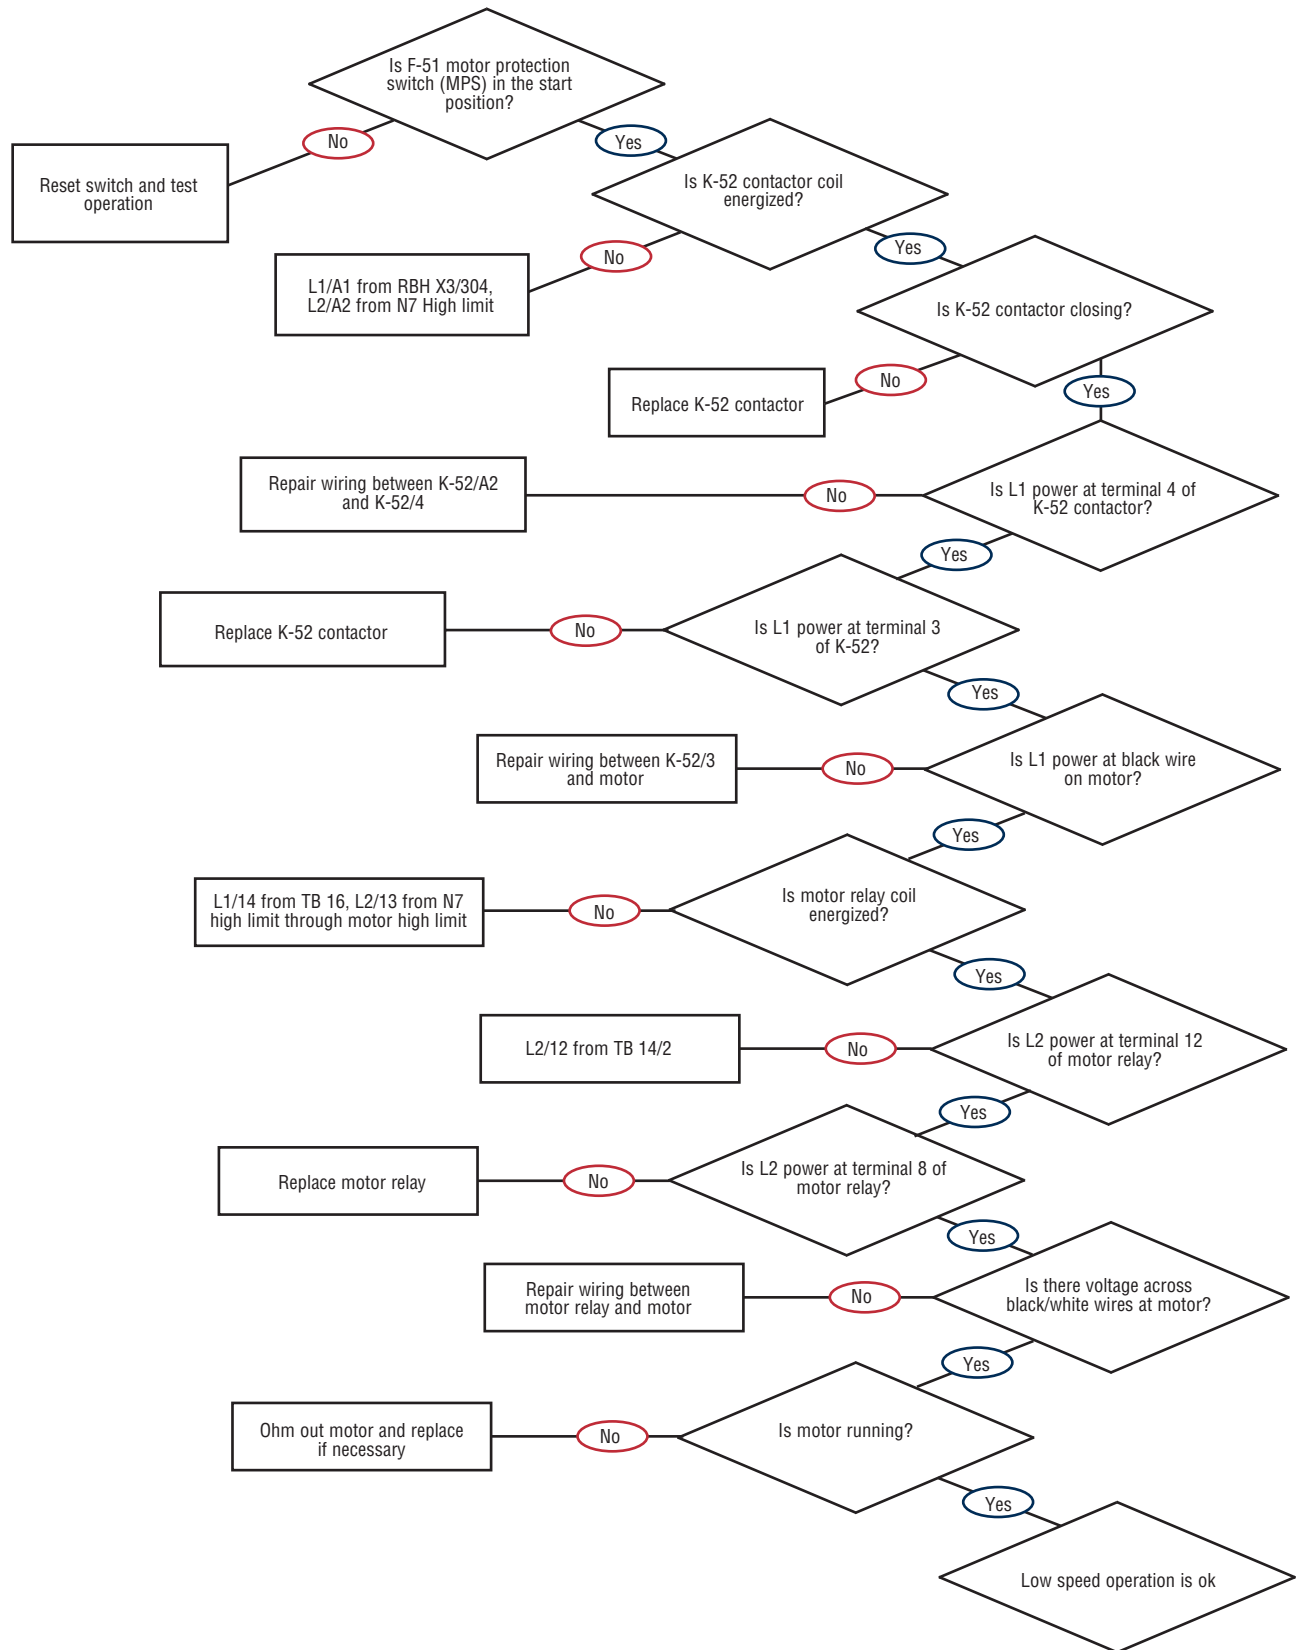 Is F-51 motor protection
switch (MPS) in the start
position?
No
Yes
Reset switch and test
operation
Is K-52 contactor coil
energized?
No
Yes
L1/A1 from RBH X3/304,
L2/A2 from N7 High limit
Is K-52 contactor closing?
No
Yes
Replace K-52 contactor
Is L1 power at terminal 4 of
K-52 contactor?
No
Repair wiring between K-52/A2
and K-52/4
Yes
Is L1 power at terminal 3
of K-52?
No
Replace K-52 contactor
Yes
Is L1 power at black wire
on motor?
No
Repair wiring between K-52/3
and motor
Yes
Is motor relay coil
energized?
No
L1/14 from TB 16, L2/13 from N7
high limit through motor high limit
Yes
Is L2 power at terminal 12
of motor relay?
No
L2/12 from TB 14/2
Yes
Is L2 power at terminal 8 of
motor relay?
No
Replace motor relay
Yes
Is there voltage across
black/white wires at motor?
No
Repair wiring between
motor relay and motor
Yes
Is motor running?
No
Ohm out motor and replace
if necessary
Yes
Low speed operation is ok